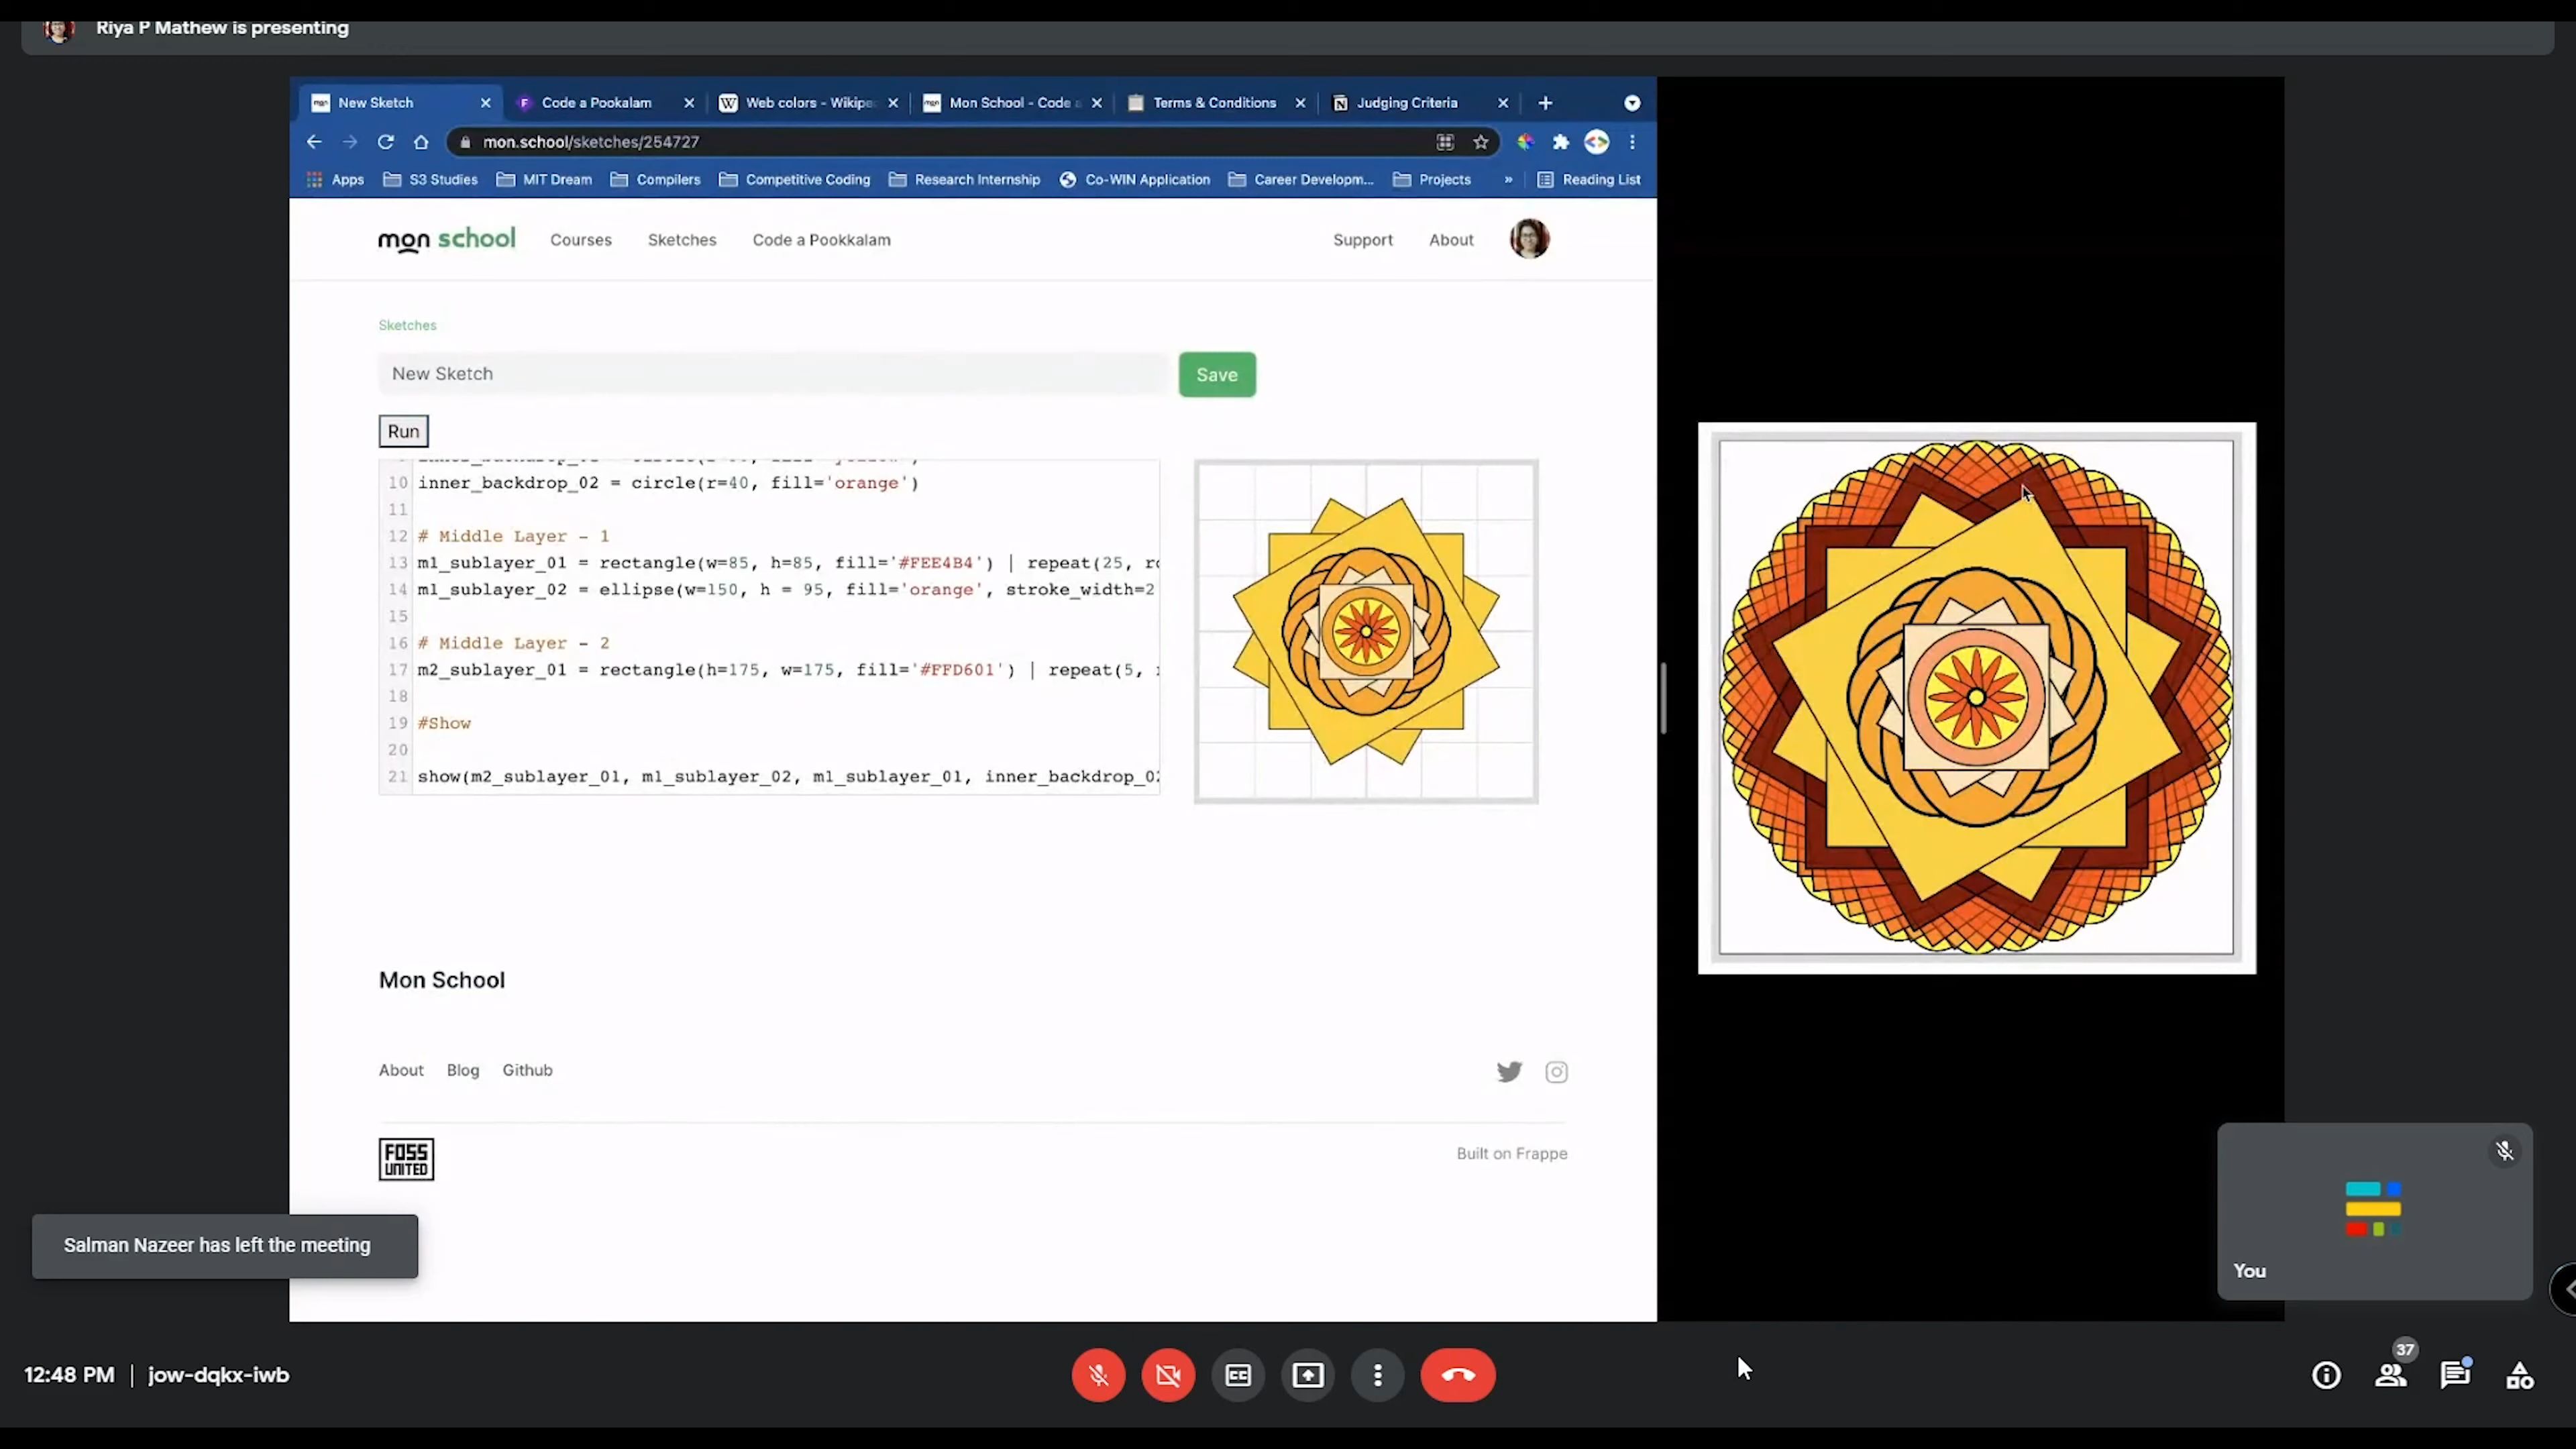 Riya P Mathew is presenting
New Sketch
Code a Pookalam
Web colors - Wikipe
Mon School - Code a
Terms & Conditions
Judging Criteria
mon.school/sketches/254727
Apps
S3 Studies
MIT Dream
Compilers
Competitive Coding
Research Internship
Co-WIN Application
Career Developm...
Projects
»
Reading List
mon school
Courses
Sketches
Code a Pookkalam
Support
About
Sketches
New Sketch
Save
Run
10 inner_backdrop_02 = circle(r=40, fill='orange')
11
12 # Middle Layer - 1
13 m1_sublayer_01 = rectangle(w=85, h=85, fill='#FEE4B4') | repeat(25, r
14 m1_sublayer_02 = ellipse(w=150, h = 95, fill='orange', stroke_width=2
15
16 # Middle Layer - 2
17 m2_sublayer_01 = rectangle(h=175, w=175, fill='#FFD601') | repeat(5,
18
19 #Show
20
21 show(m2_sublayer_01, m1_sublayer_02, m1_sublayer_01, inner_backdrop_02
Mon School
About
Blog
Github
FOSS
UNITED
Built on Frappe
Salman Nazeer has left the meeting
You
12:48 PM | jow-dqkx-iwb
CC
37